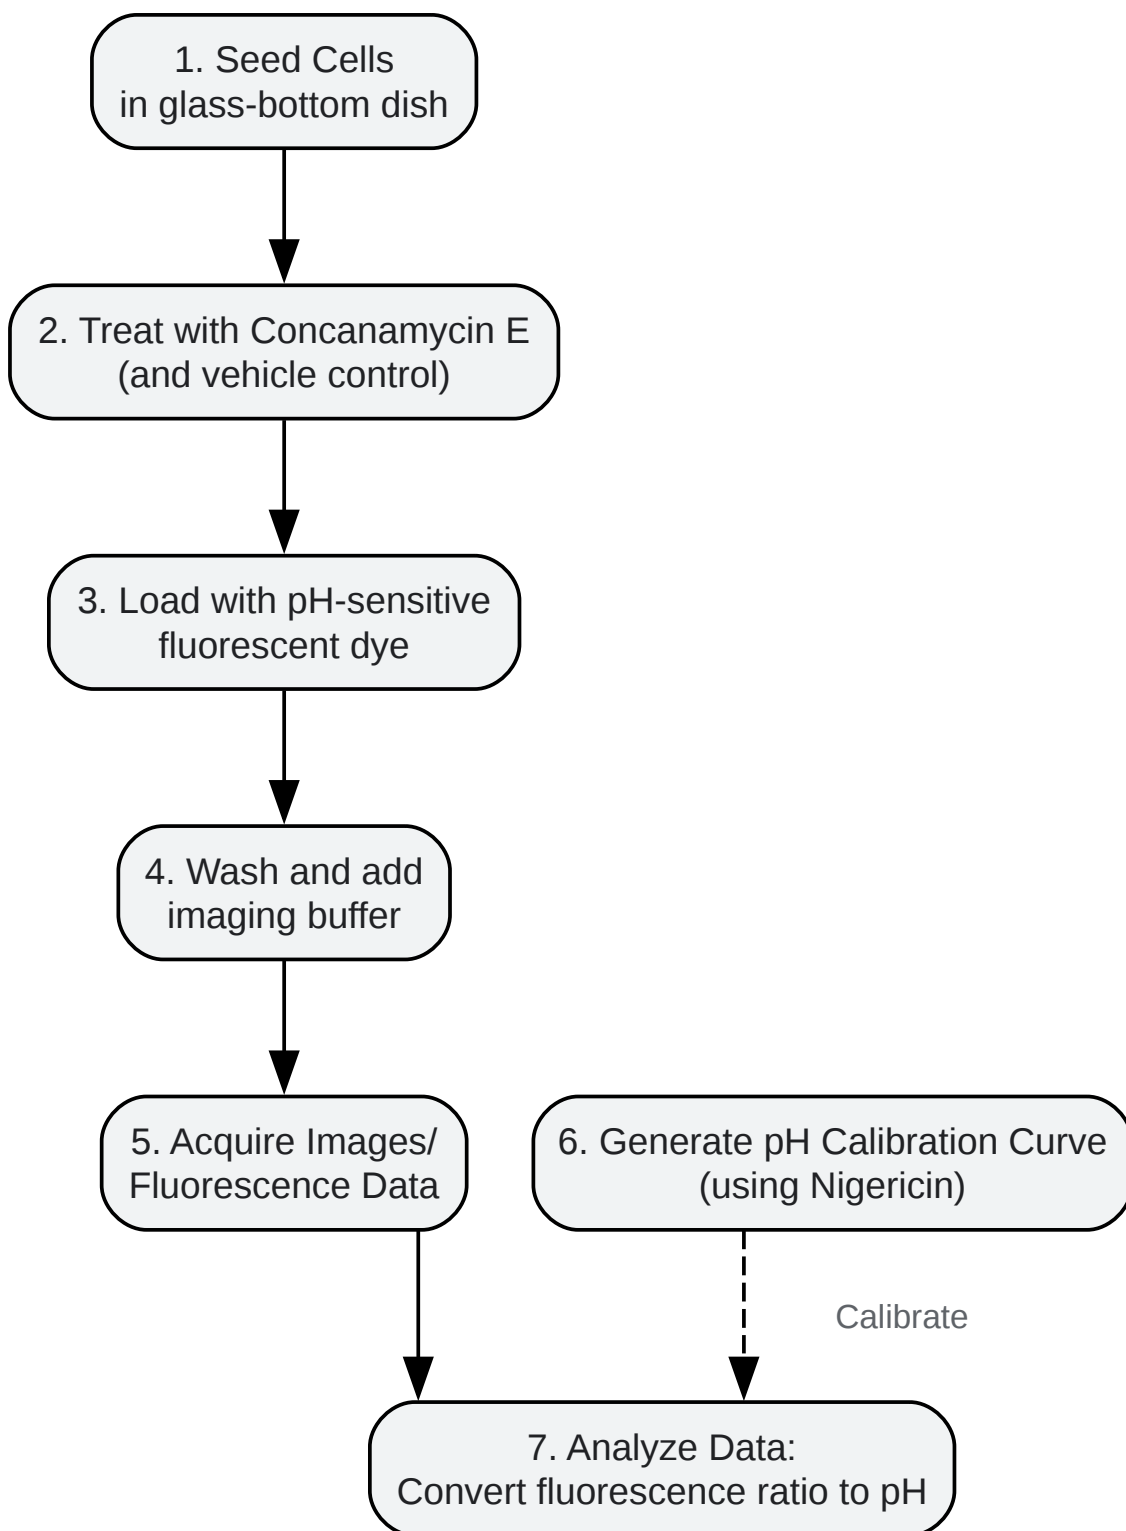 1. Seed Cells
in glass-bottom dish
2. Treat with Concanamycin E
(and vehicle control)
3. Load with pH-sensitive
fluorescent dye
4. Wash and add
imaging buffer
5. Acquire Images/
Fluorescence Data
6. Generate pH Calibration Curve
(using Nigericin)
Calibrate
7. Analyze Data:
Convert fluorescence ratio to pH